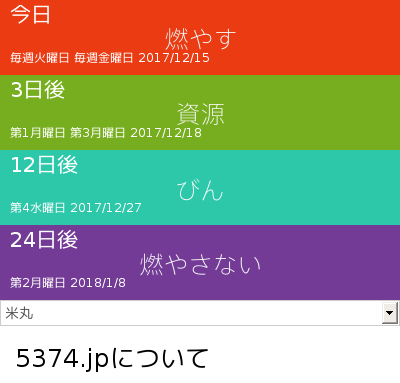 今日
燃やす
毎週火曜日 毎週金曜日 2017/12/15
3日後
資源
第1月曜日 第3月曜日 2017/12/18
12日後
びん
第4水曜日 2017/12/27
24日後
燃やさない
第2月曜日 2018/1/8
米丸
5374.jpについて